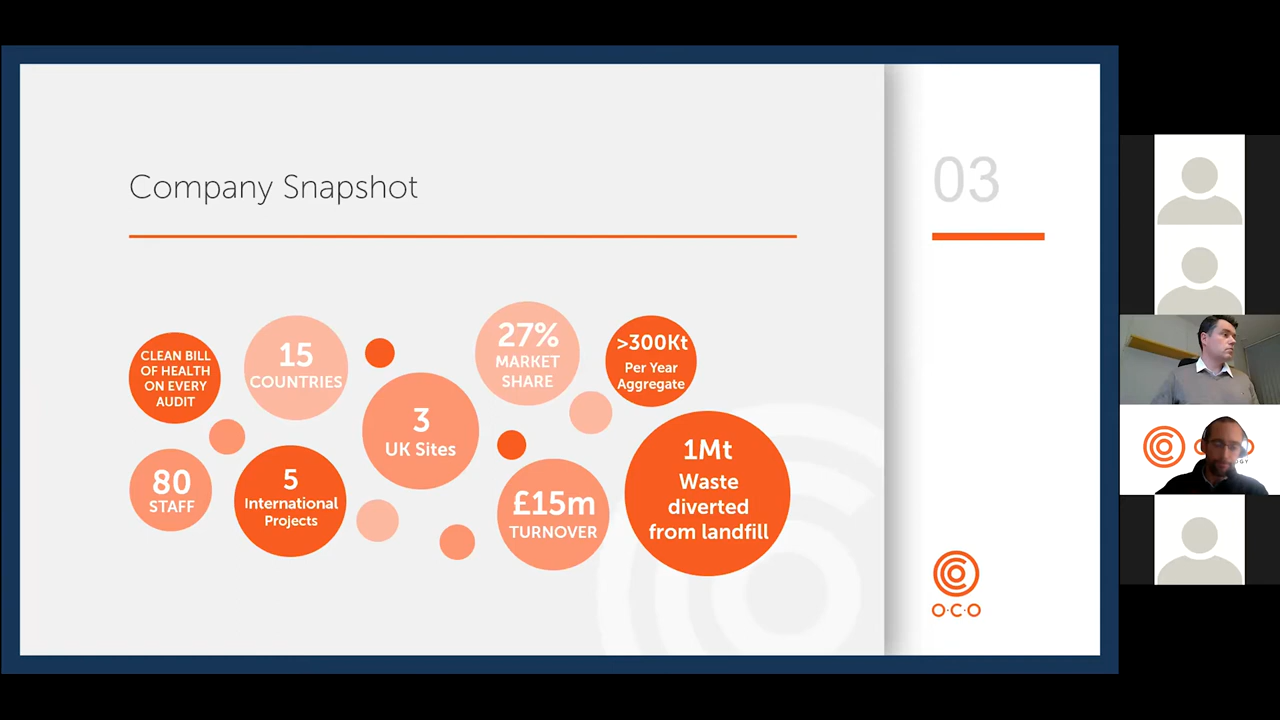 Company Snapshot
03
CLEAN BILL
OF HEALTH
ON EVERY
AUDIT
15
COUNTRIES
3
UK Sites
27%
MARKET
SHARE
>300Kt
Per Year
Aggregate
80
STAFF
5
International
Projects
£15m
TURNOVER
1Mt
Waste
diverted
from landfill
O·C·O